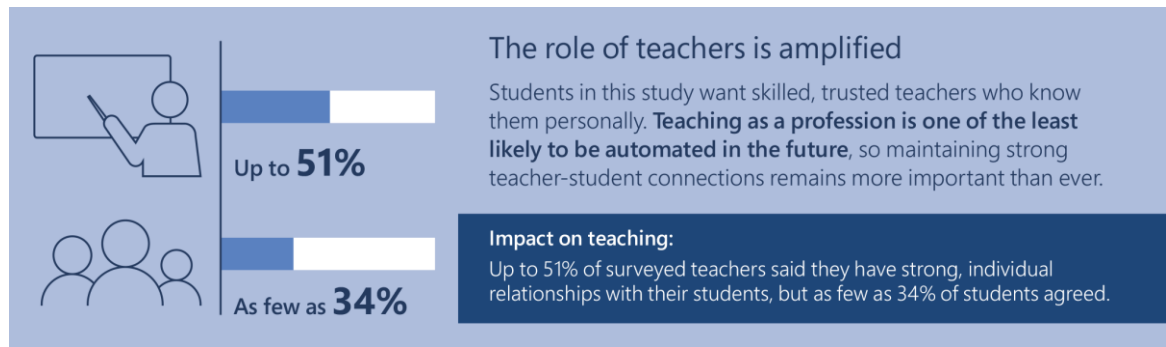 Up to 51%
As few as 34%
The role of teachers is amplified
Students in this study want skilled, trusted teachers who know
them personally. Teaching as a profession is one of the least
likely to be automated in the future, so maintaining strong
teacher-student connections remains more important than ever.
Impact on teaching:
Up to 51% of surveyed teachers said they have strong, individual
relationships with their students, but as few as 34% of students agreed.